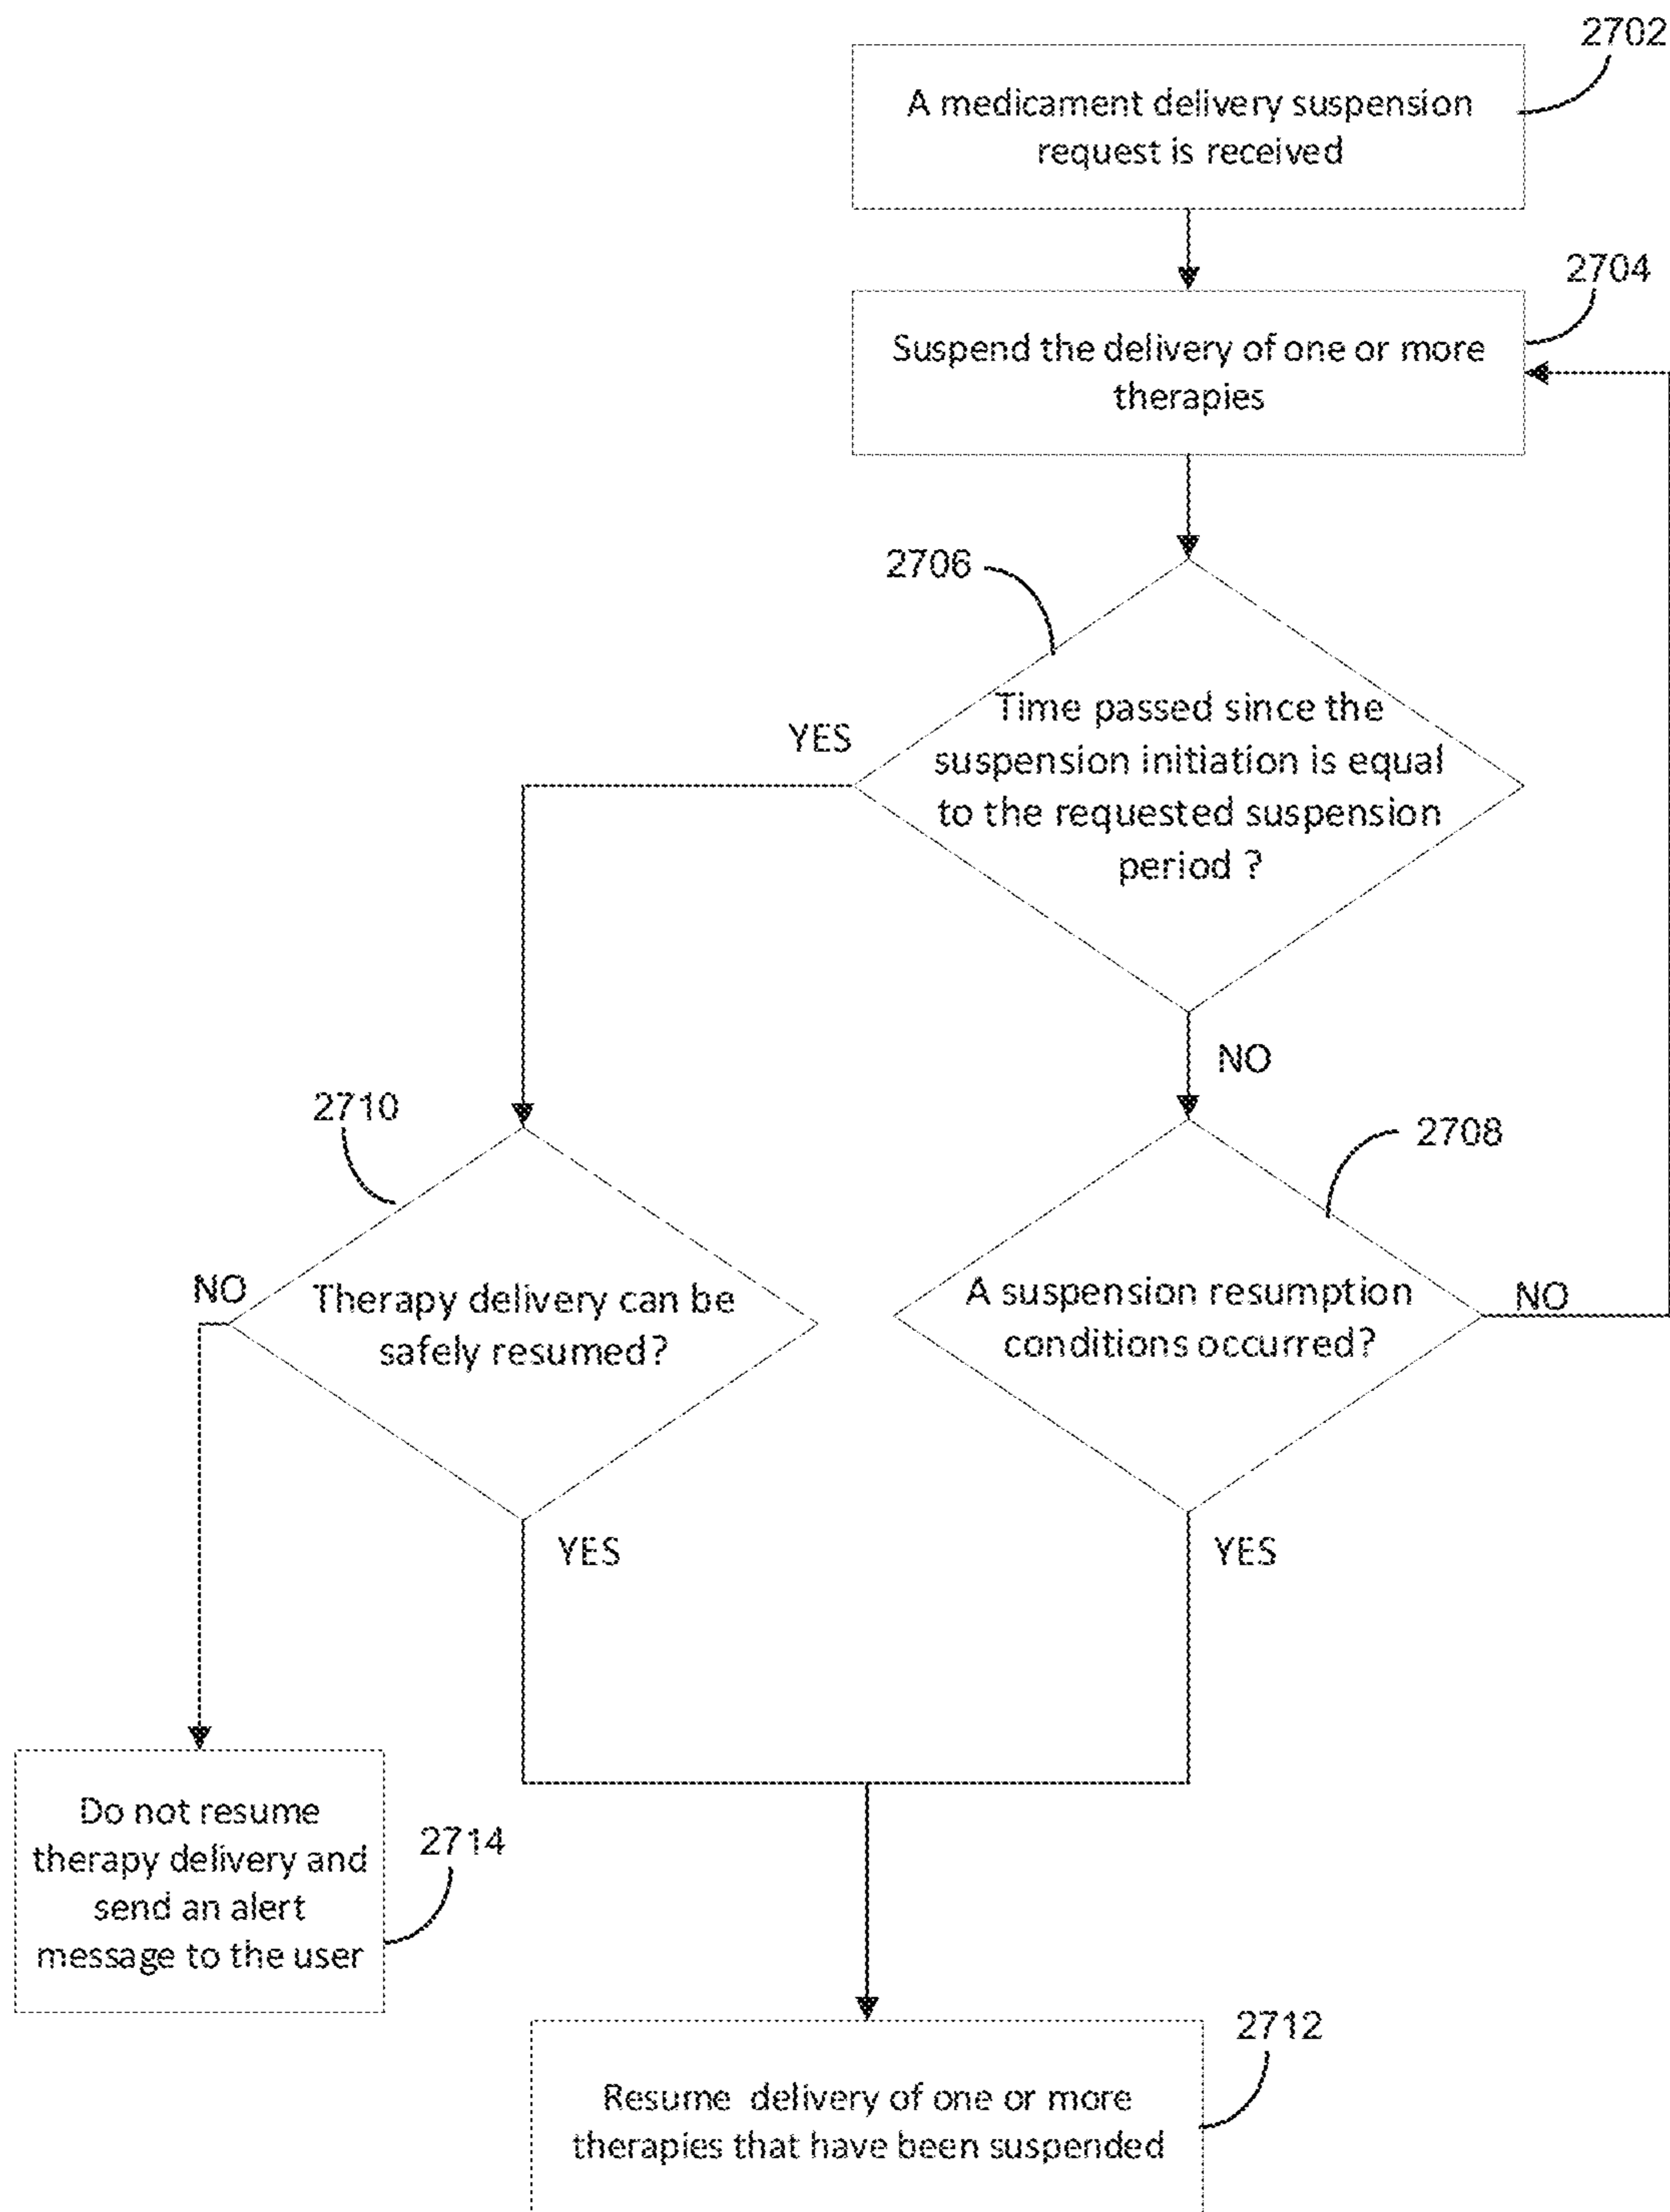 2702
A medicament delivery suspension
request is received
2704
Suspend the delivery of one or more
therapies
2706
Time passed since the
suspension initiation is equal
to the requested suspension
period ?
YES
NO
2710
2708
NO
Therapy delivery can be
safely resumed?
A suspension resumption
conditions occurred?
NO
YES
YES
Do not resume
therapy delivery and
send an alert
message to the user
2714
2712
Resume delivery of one or more
therapies that have been suspended